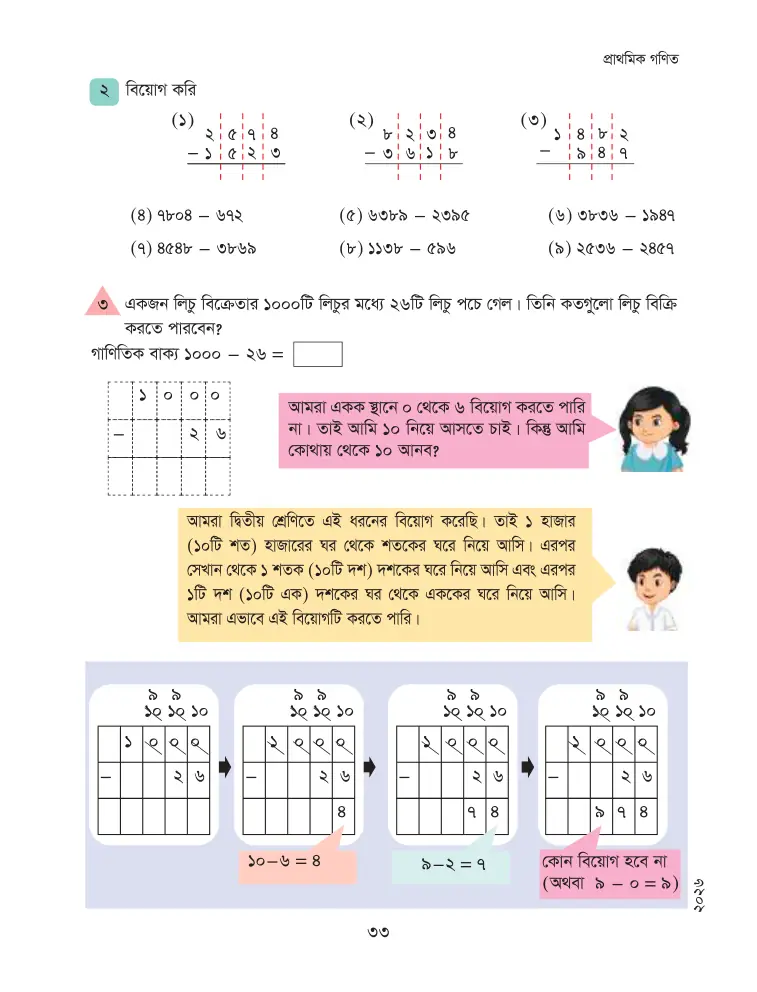 প্রাথমিক গণিত
২ বিয়োগ করি
(১) (২) (৩)
২ ৫ ৭ ৪ ৮ ২ ৩ ৪ ১ ৪ ৮ ২
– ১ ৫ ২ ৩ – ৩ ৬ ১ ৮ – ৯ ৪ ৭
(৪) ৭৮০৪ – ৬৭২ (৫) ৬৩৮৯ – ২৩৯৫ (৬) ৩৮৩৬ – ১৯৪৭
(৭) ৪৫৪৮ – ৩৮৬৯ (৮) ১১৩৮ – ৫৯৬ (৯) ২৫৩৬ – ২৪৫৭
৩ একজন লিচু বিক্রেতার ১০০০টি লিচুর মধ্যে ২৬টি লিচু পচে গেল। তিনি কতগুলো লিচু বিক্রি
করতে পারবেন?
গাণিতিক বাক্য ১০০০ – ২৬ =
১ ০ ০ ০
– ২ ৬
আমরা একক স্থানে ০ থেকে ৬ বিয়োগ করতে পারি
না। তাই আমি ১০ নিয়ে আসতে চাই। কিন্তু আমি
কোথায় থেকে ১০ আনব?
আমরা দ্বিতীয় শ্রেণিতে এই ধরনের বিয়োগ করেছি। তাই ১ হাজার
(১০টি শত) হাজারের ঘর থেকে শতকের ঘরে নিয়ে আসি। এরপর
সেখান থেকে ১ শতক (১০টি দশ) দশকের ঘরে নিয়ে আসি এবং এরপর
১টি দশ (১০টি এক) দশকের ঘর থেকে এককের ঘরে নিয়ে আসি।
আমরা এভাবে এই বিয়োগটি করতে পারি।
৯ ৯ ৯ ৯ ৯ ৯ ৯ ৯
১০ ১০ ১০ ১০ ১০ ১০ ১০ ১০ ১০ ১০ ১০ ১০
১ ০ ০ ০ ১ ০ ০ ০ ১ ০ ০ ০ ১ ০ ০ ০
– ২ ৬ – ২ ৬ – ২ ৬ – ২ ৬
৪ ৭ ৪ ৯ ৭ ৪
১০–৬ = ৪ ৯–২ = ৭ কোন বিয়োগ হবে না
(অথবা ৯ – ০ = ৯)
২০২৬
৩৩